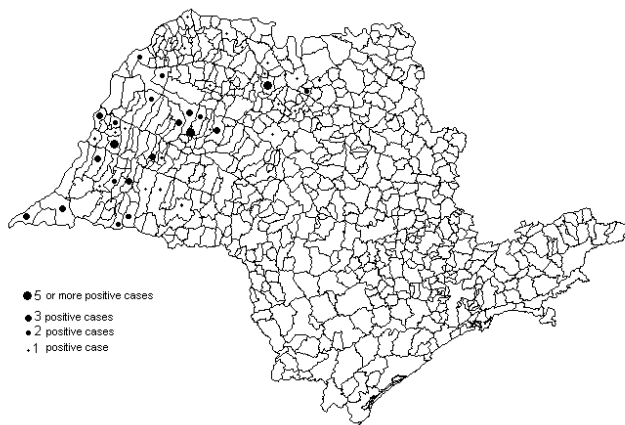 5 or more positive cases
3 positive cases
2 positive cases
1 positive case